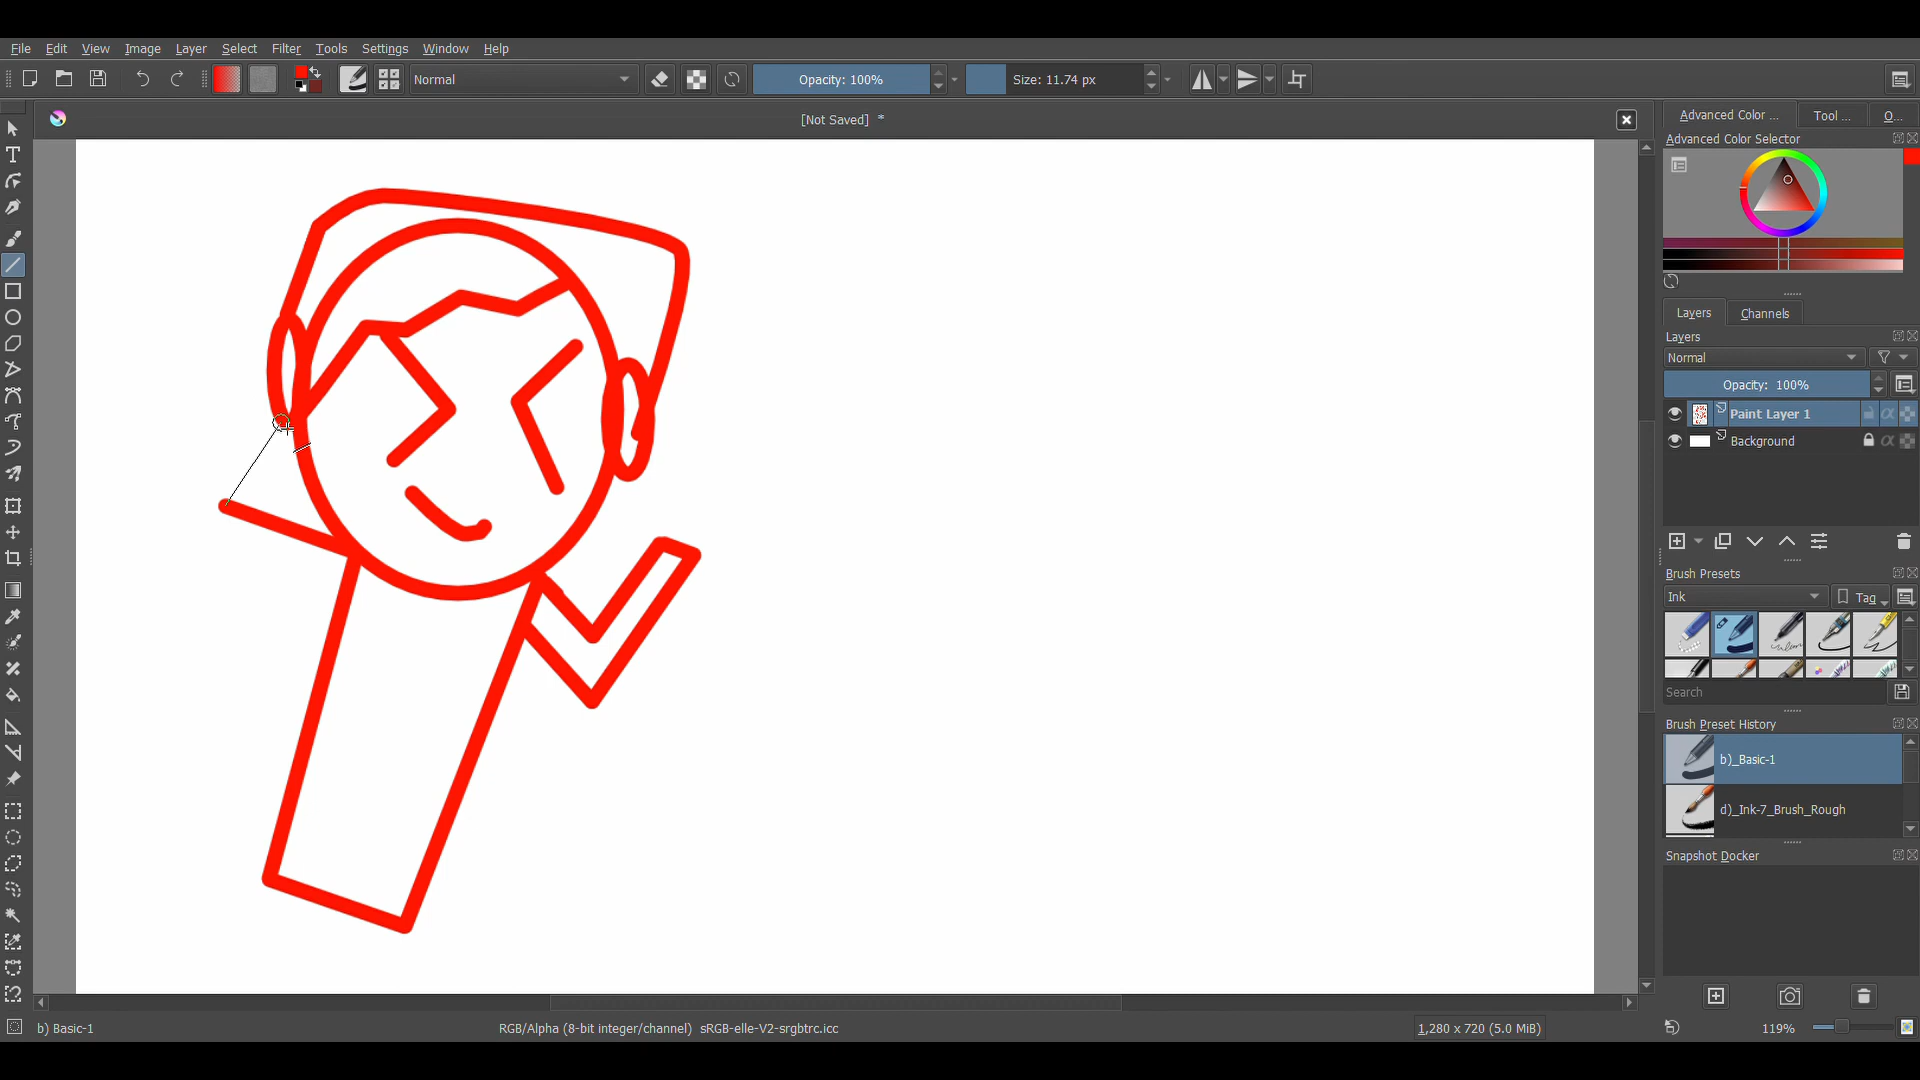 File Edit View Image Layer Select Filter Tools Settings Window Help
Normal Opacity: 100% Size: 11.74 px
[Not Saved] *
Advanced Color ... Tool ... O...
Advanced Color Selector
Layers Channels
Layers
Normal
Opacity: 100%
Paint Layer 1
Background
Brush Presets
Ink Tag
Search
Brush Preset History
b)_Basic-1
d)_Ink-7_Brush_Rough
Snapshot Docker
b) Basic-1 RGB/Alpha (8-bit integer/channel) sRGB-elle-V2-srgbtrc.icc 1,280 x 720 (5.0 MiB) 119%